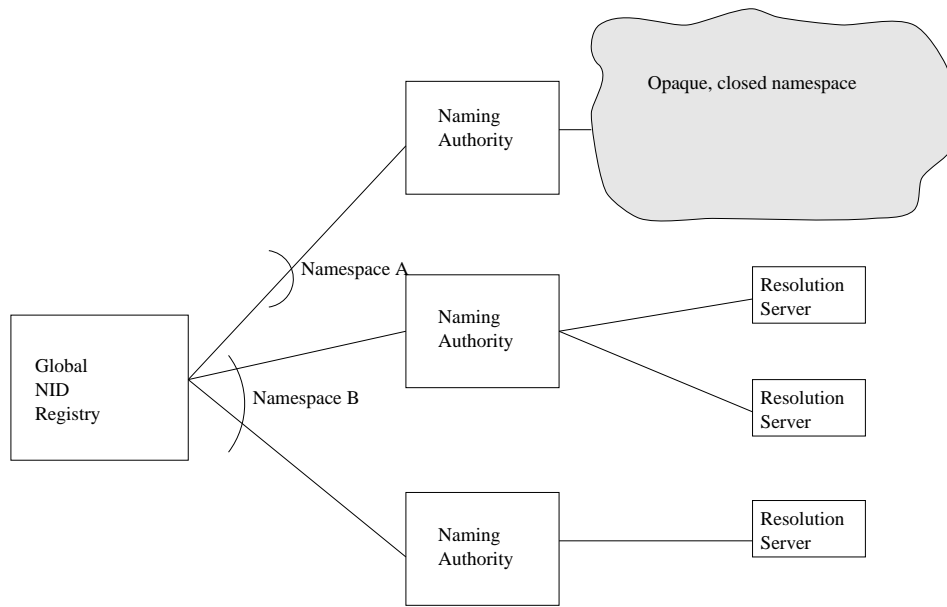 Opaque, closed namespace
Naming
Authority
Namespace A
Naming
Authority
Resolution
Server
Global
NID
Registry
Namespace B
Resolution
Server
Naming
Authority
Resolution
Server